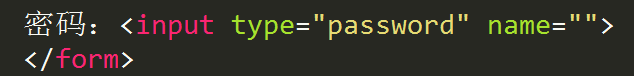 密码：<input type="password" name="">
</form>